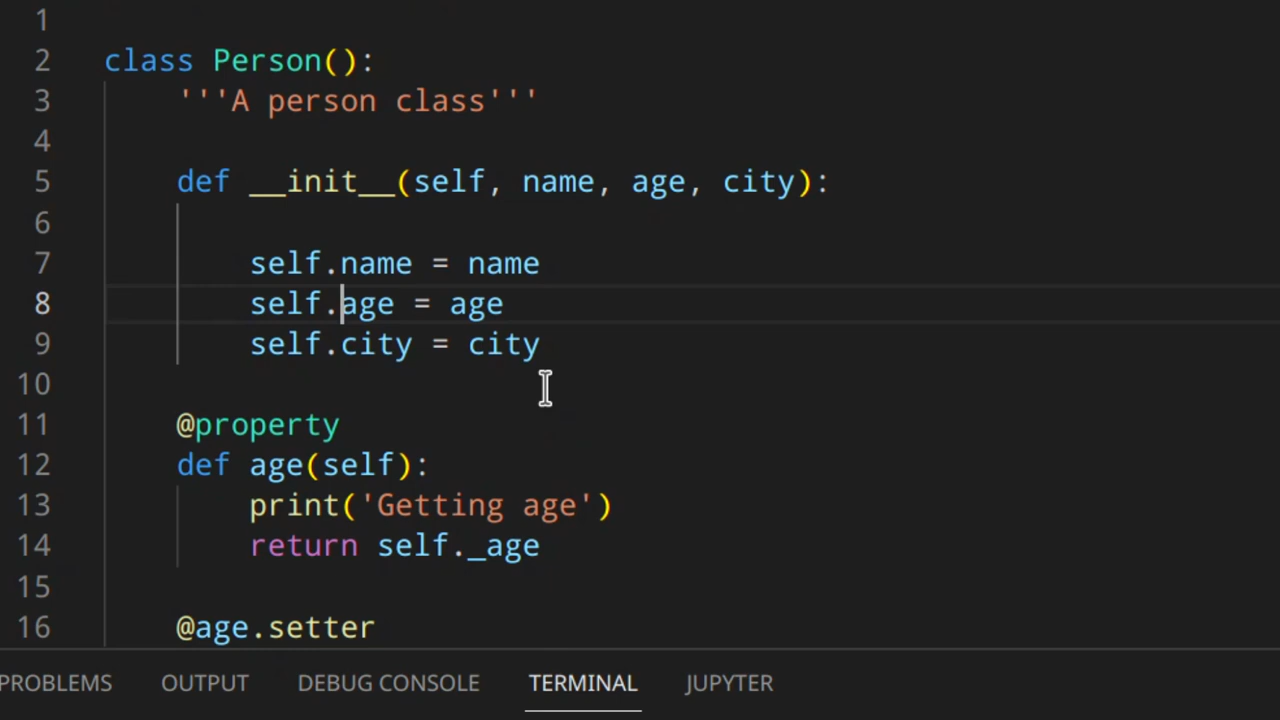 1
2 class Person():
3     '''A person class'''
4
5     def __init__(self, name, age, city):
6
7         self.name = name
8         self.age = age
9         self.city = city
10
11     @property
12     def age(self):
13         print('Getting age')
14         return self._age
15
16     @age.setter
PROBLEMS OUTPUT DEBUG CONSOLE TERMINAL JUPYTER